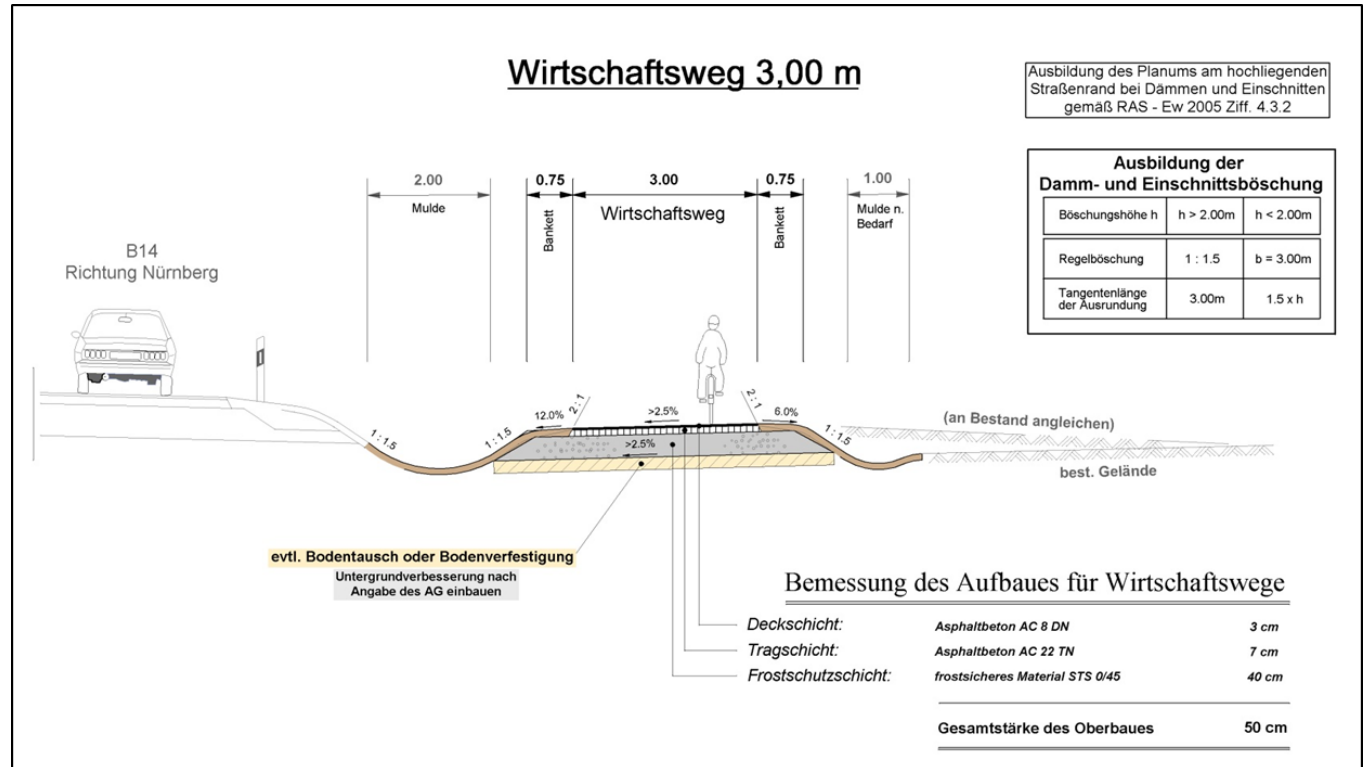 Wirtschaftsweg 3,00 m
Ausbildung des Planums am hochliegenden
Straßenrand bei Dämmen und Einschnitten
gemäß RAS - Ew 2005 Ziff. 4.3.2
Ausbildung der
Damm- und Einschnittsböschung
Böschungshöhe h h > 2.00m h < 2.00m
Regelböschung 1 : 1.5 b = 3.00m
Tangentenlänge
der Ausrundung 3.00m 1.5 x h
2.00 0.75 3.00 0.75 1.00
Mulde
Bankett
Wirtschaftsweg
Bankett
Mulde n.
Bedarf
B14
Richtung Nürnberg
1 : 1.5
1 : 1.5
12.0%
2 : 1
>2.5%
>2.5%
2 : 1
6.0%
1 : 1.5
(an Bestand angleichen)
best. Gelände
evtl. Bodentausch oder Bodenverfestigung
Untergrundverbesserung nach
Angabe des AG einbauen
Bemessung des Aufbaues für Wirtschaftswege
Deckschicht: Asphaltbeton AC 8 DN 3 cm
Tragschicht: Asphaltbeton AC 22 TN 7 cm
Frostschutzschicht: frostsicheres Material STS 0/45 40 cm
Gesamtstärke des Oberbaues 50 cm